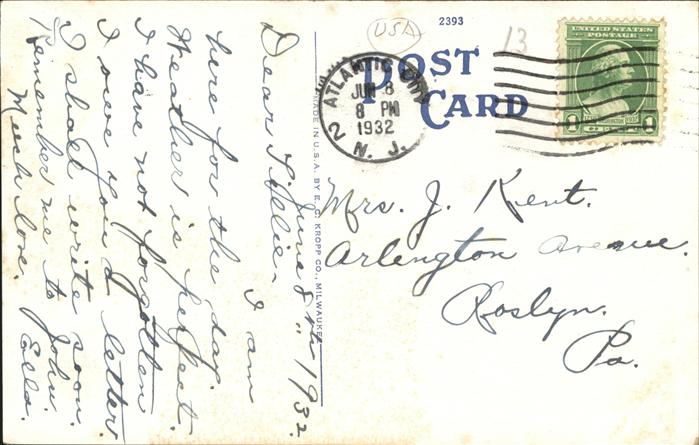 USA
2393
13
POST
CARD
ATLANTIC CITY
JUN 8
8 PM
1932
2 N. J.
UNITED STATES
POSTAGE
1 1
MADE IN U.S.A. BY E. C. KROPP CO., MILWAUKEE
Mrs. J. Kent.
Arlington Avenue.
Roslyn.
Pa.
June 8th 1932.
Dear
I am
here for the day.
Weather is perfect.
I have not forgotten
I owe you a letter.
I shall write soon.
Remember me to John.
Much love. Ella.